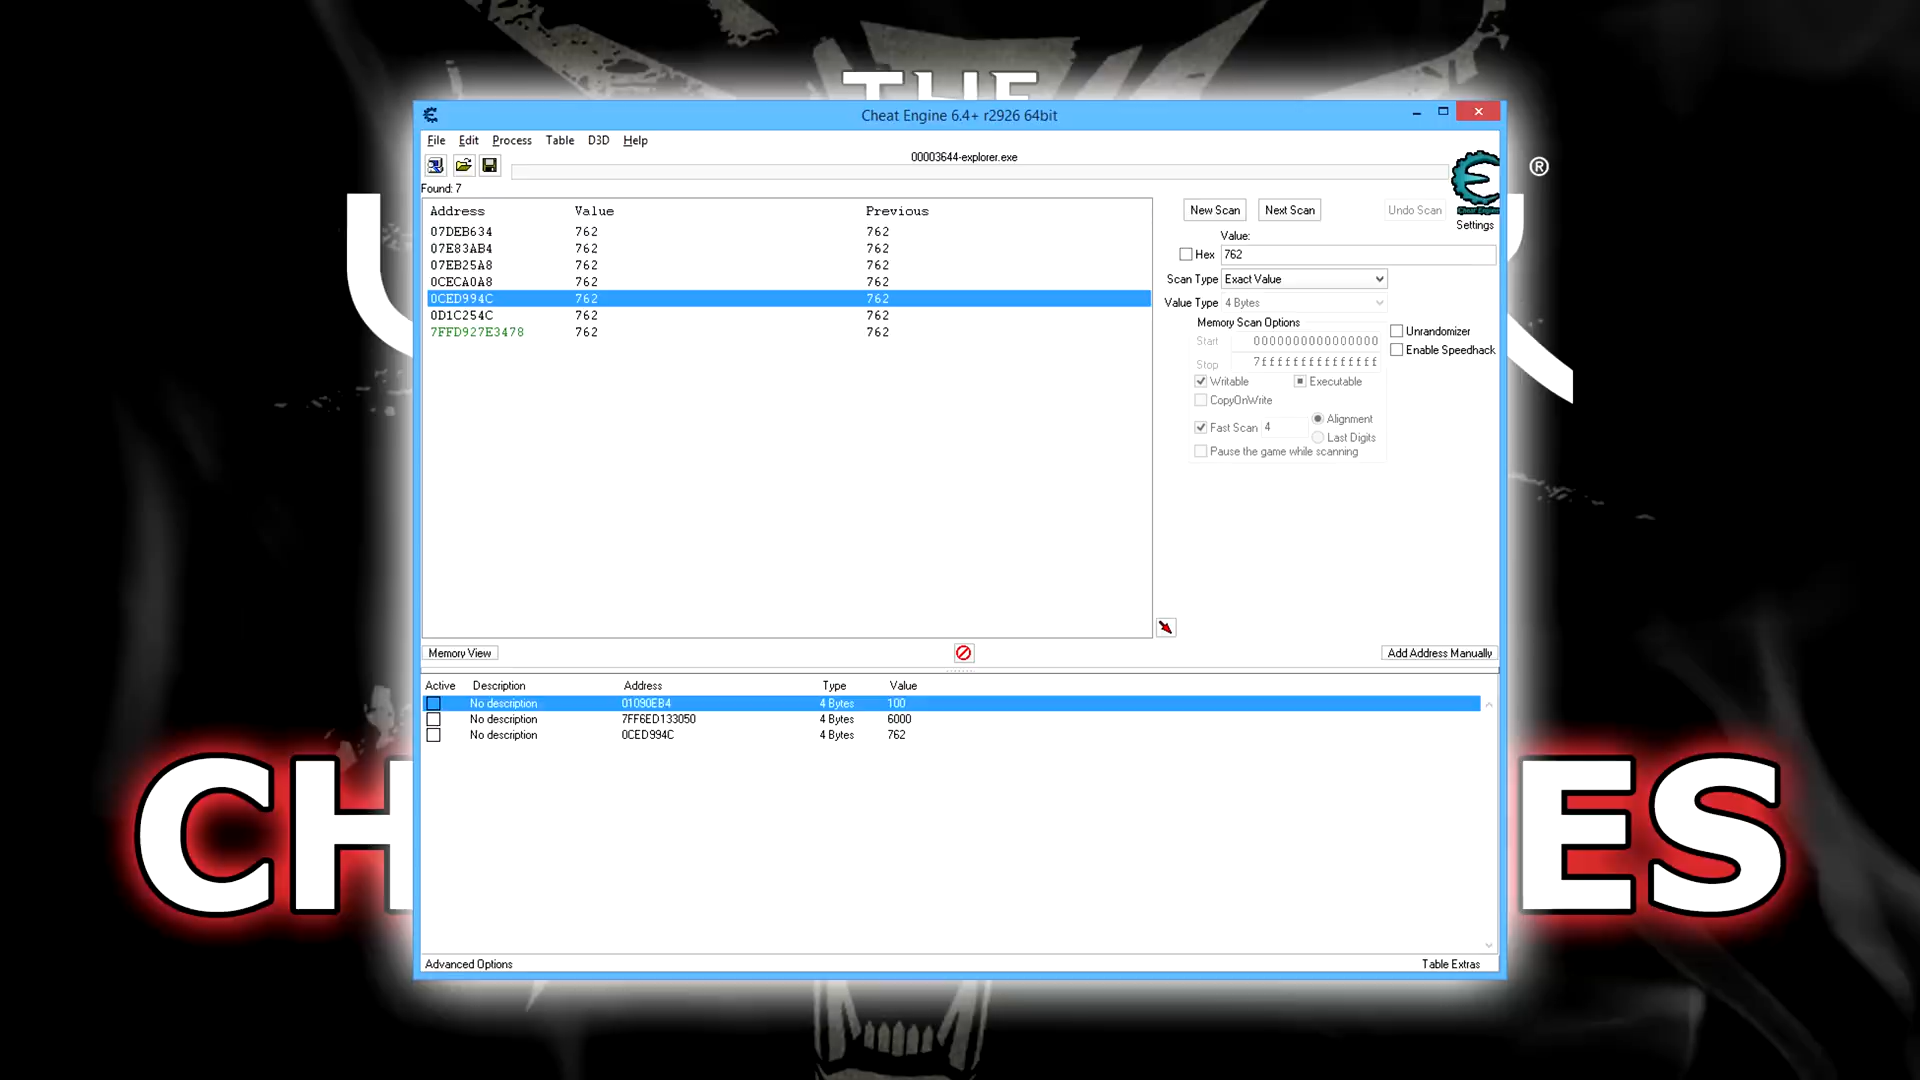 THE
®
Cheat Engine 6.4+ r2926 64bit
File Edit Process Table D3D Help
00003644-explorer.exe
Found: 7
Address Value Previous
07DEB634 762 762
07E83AB4 762 762
07EB25A8 762 762
0CECA0A8 762 762
0CED994C 762 762
0D1C254C 762 762
7FFD927E3478 762 762
New Scan Next Scan Undo Scan
Cheat Engine
Settings
Value:
Hex 762
Scan Type Exact Value
Value Type 4 Bytes
Memory Scan Options
Start 0000000000000000
Stop 7fffffffffffffff
Writable Executable
CopyOnWrite
Fast Scan 4 Alignment
Last Digits
Pause the game while scanning
Unrandomizer
Enable Speedhack
Memory View Add Address Manually
Active Description Address Type Value
No description 01090EB4 4 Bytes 100
No description 7FF6ED133050 4 Bytes 6000
No description 0CED994C 4 Bytes 762
Advanced Options Table Extras
CH ES